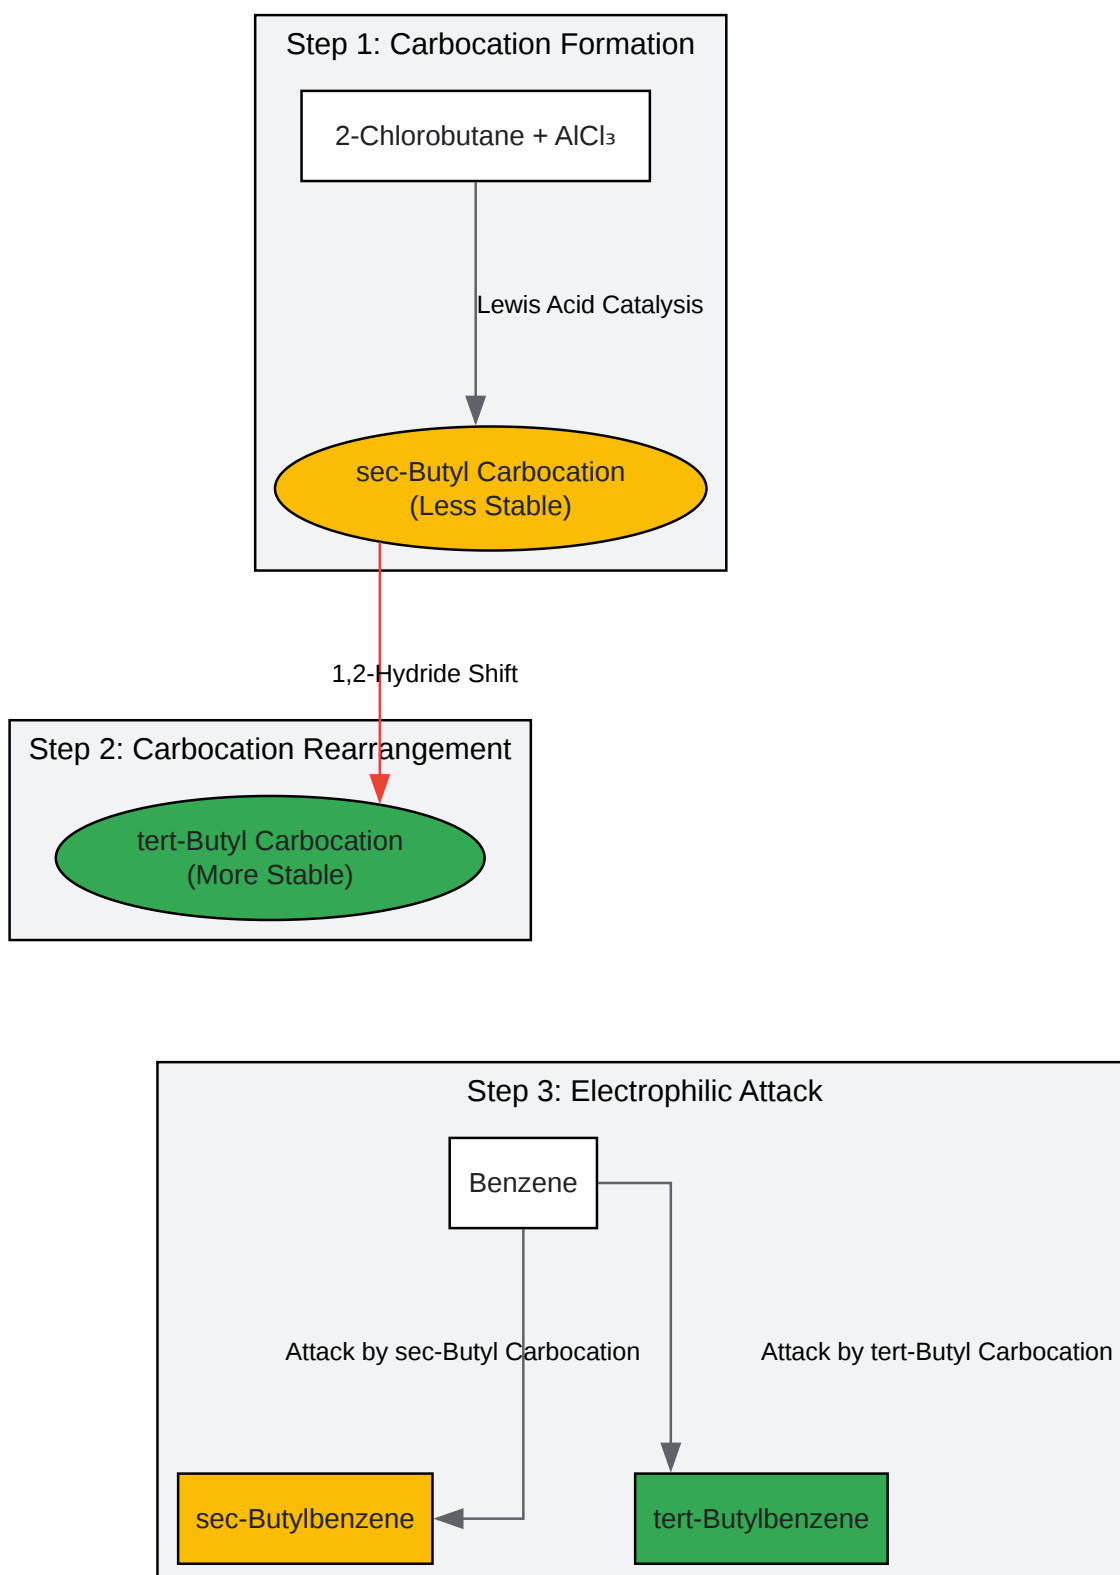 Step 1: Carbocation Formation
2-Chlorobutane + AlCl₃
Lewis Acid Catalysis
sec-Butyl Carbocation
(Less Stable)
1,2-Hydride Shift
Step 2: Carbocation Rearrangement
tert-Butyl Carbocation
(More Stable)
Step 3: Electrophilic Attack
Benzene
Attack by sec-Butyl Carbocation
Attack by tert-Butyl Carbocation
sec-Butylbenzene
tert-Butylbenzene